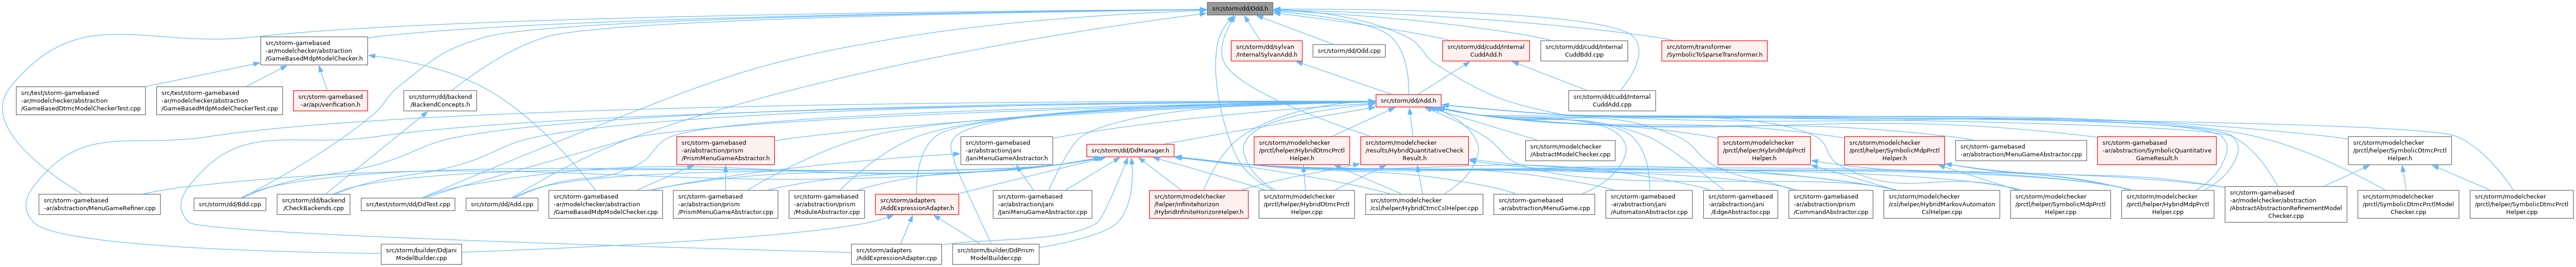 src/storm/dd/Odd.h
src/storm-gamebased
-ar/modelchecker/abstraction
/GameBasedMdpModelChecker.h
src/storm/dd/sylvan
/InternalSylvanAdd.h
src/storm/dd/Odd.cpp
src/storm/dd/cudd/Internal
CuddAdd.h
src/storm/dd/cudd/Internal
CuddBdd.cpp
src/storm/transformer
/SymbolicToSparseTransformer.h
src/test/storm-gamebased
-ar/modelchecker/abstraction
/GameBasedDtmcModelCheckerTest.cpp
src/test/storm-gamebased
-ar/modelchecker/abstraction
/GameBasedMdpModelCheckerTest.cpp
src/storm-gamebased
-ar/api/verification.h
src/storm/dd/backend
/BackendConcepts.h
src/storm/dd/Add.h
src/storm/dd/cudd/Internal
CuddAdd.cpp
src/storm-gamebased
-ar/abstraction/prism
/PrismMenuGameAbstractor.h
src/storm-gamebased
-ar/abstraction/jani
/JaniMenuGameAbstractor.h
src/storm/dd/DdManager.h
src/storm/modelchecker
/prctl/helper/HybridDtmcPrctl
Helper.h
src/storm/modelchecker
/results/HybridQuantitativeCheck
Result.h
src/storm/modelchecker
/AbstractModelChecker.cpp
src/storm/modelchecker
/prctl/helper/HybridMdpPrctl
Helper.h
src/storm/modelchecker
/prctl/helper/SymbolicMdpPrctl
Helper.h
src/storm-gamebased
-ar/abstraction/MenuGameAbstractor.cpp
src/storm-gamebased
-ar/abstraction/SymbolicQuantitative
GameResult.h
src/storm/modelchecker
/prctl/helper/SymbolicDtmcPrctl
Helper.h
src/storm-gamebased
-ar/abstraction/MenuGameRefiner.cpp
src/storm/dd/Bdd.cpp
src/storm/dd/backend
/CheckBackends.cpp
src/test/storm/dd/DdTest.cpp
src/storm/dd/Add.cpp
src/storm-gamebased
-ar/modelchecker/abstraction
/GameBasedMdpModelChecker.cpp
src/storm-gamebased
-ar/abstraction/prism
/PrismMenuGameAbstractor.cpp
src/storm-gamebased
-ar/abstraction/prism
/ModuleAbstractor.cpp
src/storm/adapters
/AddExpressionAdapter.h
src/storm-gamebased
-ar/abstraction/jani
/JaniMenuGameAbstractor.cpp
src/storm/modelchecker
/helper/infinitehorizon
/HybridInfiniteHorizonHelper.h
src/storm/modelchecker
/prctl/helper/HybridDtmcPrctl
Helper.cpp
src/storm/modelchecker
/csl/helper/HybridCtmcCslHelper.cpp
src/storm-gamebased
-ar/abstraction/MenuGame.cpp
src/storm-gamebased
-ar/abstraction/jani
/AutomatonAbstractor.cpp
src/storm-gamebased
-ar/abstraction/jani
/EdgeAbstractor.cpp
src/storm-gamebased
-ar/abstraction/prism
/CommandAbstractor.cpp
src/storm/modelchecker
/csl/helper/HybridMarkovAutomaton
CslHelper.cpp
src/storm/modelchecker
/prctl/helper/SymbolicMdpPrctl
Helper.cpp
src/storm/modelchecker
/prctl/helper/HybridMdpPrctl
Helper.cpp
src/storm-gamebased
-ar/modelchecker/abstraction
/AbstractAbstractionRefinementModel
Checker.cpp
src/storm/modelchecker
/prctl/SymbolicDtmcPrctlModel
Checker.cpp
src/storm/modelchecker
/prctl/helper/SymbolicDtmcPrctl
Helper.cpp
src/storm/builder/DdJani
ModelBuilder.cpp
src/storm/adapters
/AddExpressionAdapter.cpp
src/storm/builder/DdPrism
ModelBuilder.cpp